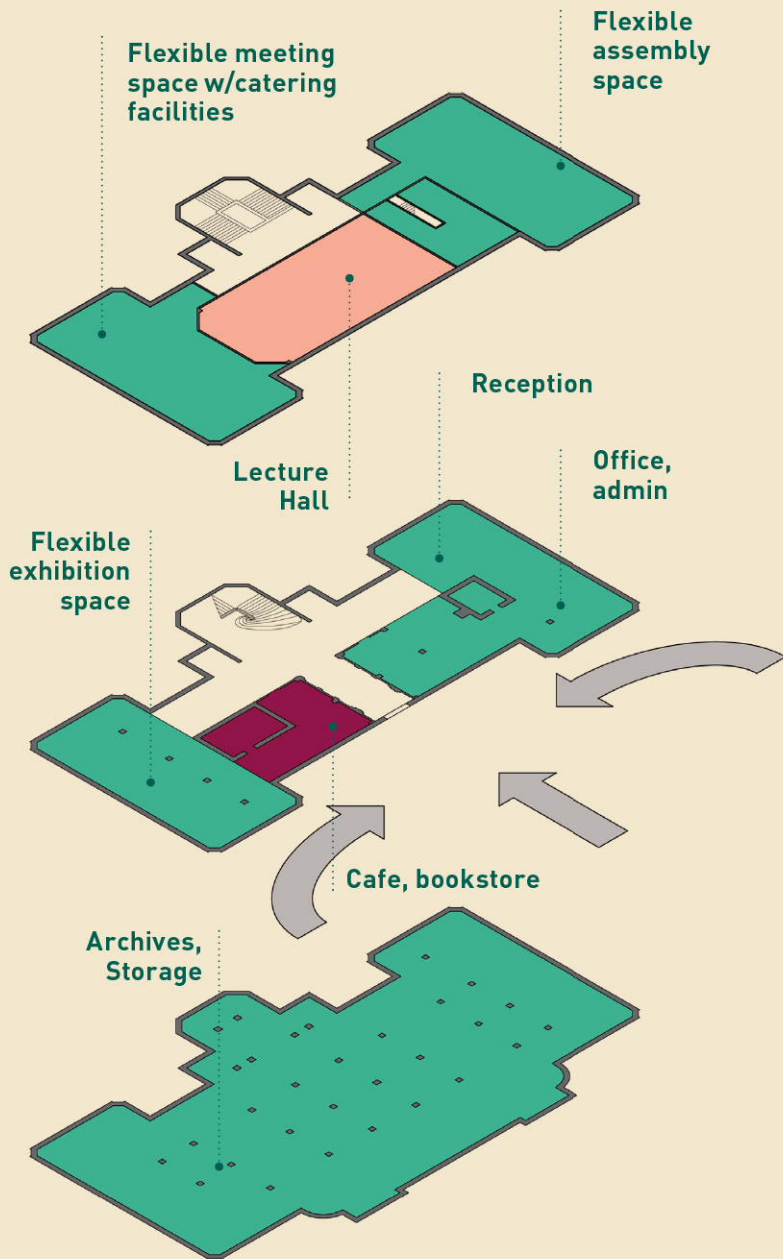 Flexible meeting
space w/catering
facilities
Flexible
assembly
space
Reception
Lecture
Hall
Office,
admin
Flexible
exhibition
space
Cafe, bookstore
Archives,
Storage